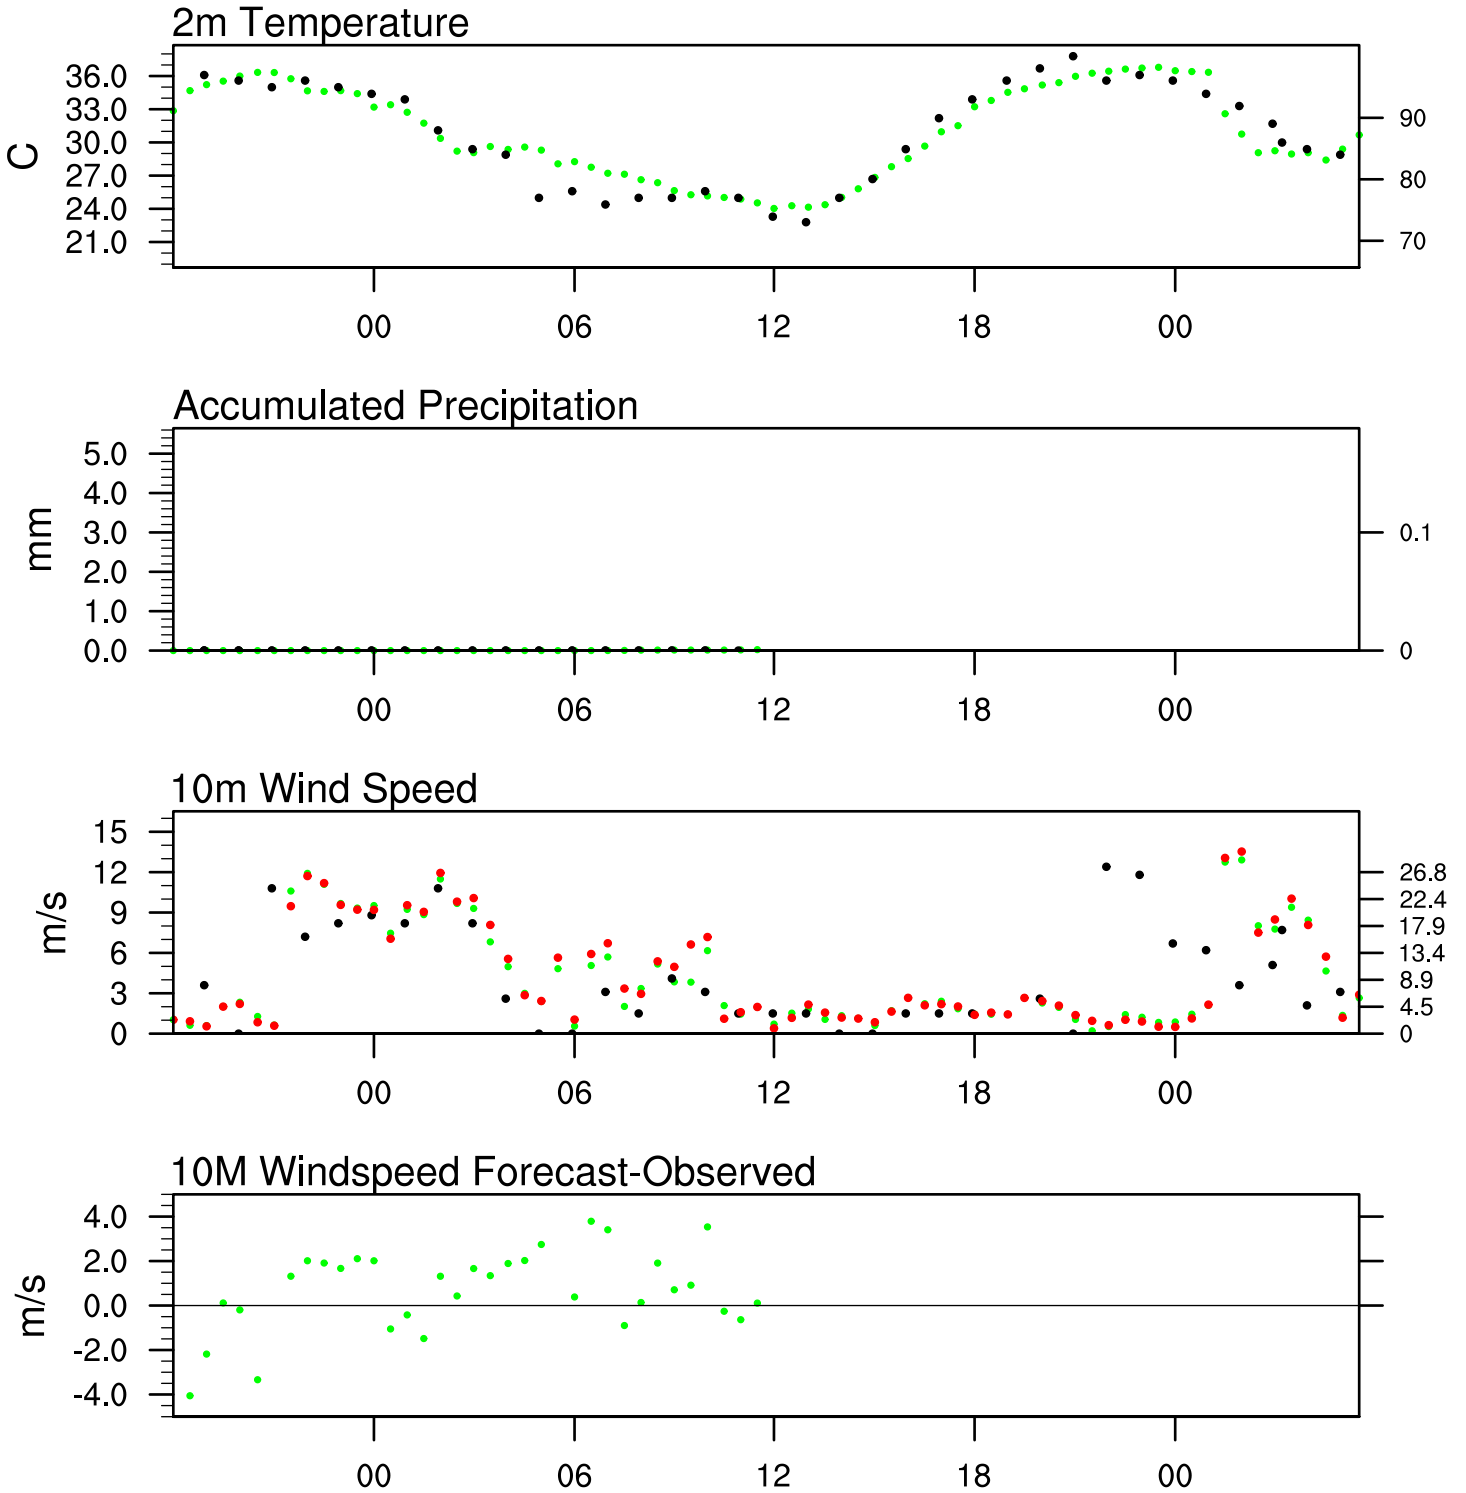 2m Temperature
36.0
33.0
30.0
27.0
24.0
21.0
C
90
80
70
00 06 12 18 00
Accumulated Precipitation
5.0
4.0
3.0
2.0
1.0
0.0
mm
0.1
0
00 06 12 18 00
10m Wind Speed
15
12
9
6
3
0
m/s
26.8
22.4
17.9
13.4
8.9
4.5
0
00 06 12 18 00
10M Windspeed Forecast-Observed
4.0
2.0
0.0
-2.0
-4.0
m/s
00 06 12 18 00